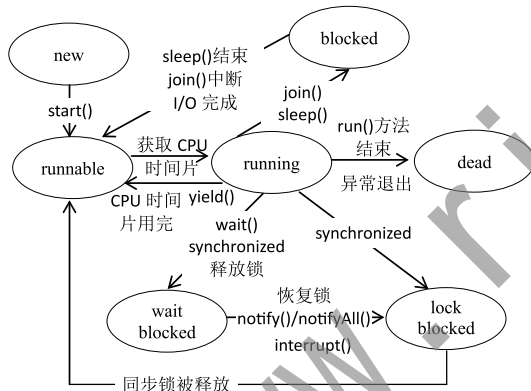 new
blocked
sleep()结束
join()中断
I/O 完成
start()
join()
sleep()
runnable
获取 CPU
时间片
running
run()方法
结束
异常退出
dead
yield()
CPU 时间
片用完
wait()
synchronized
释放锁
synchronized
wait
blocked
恢复锁
notify()/notifyAll()
interrupt()
lock
blocked
同步锁被释放